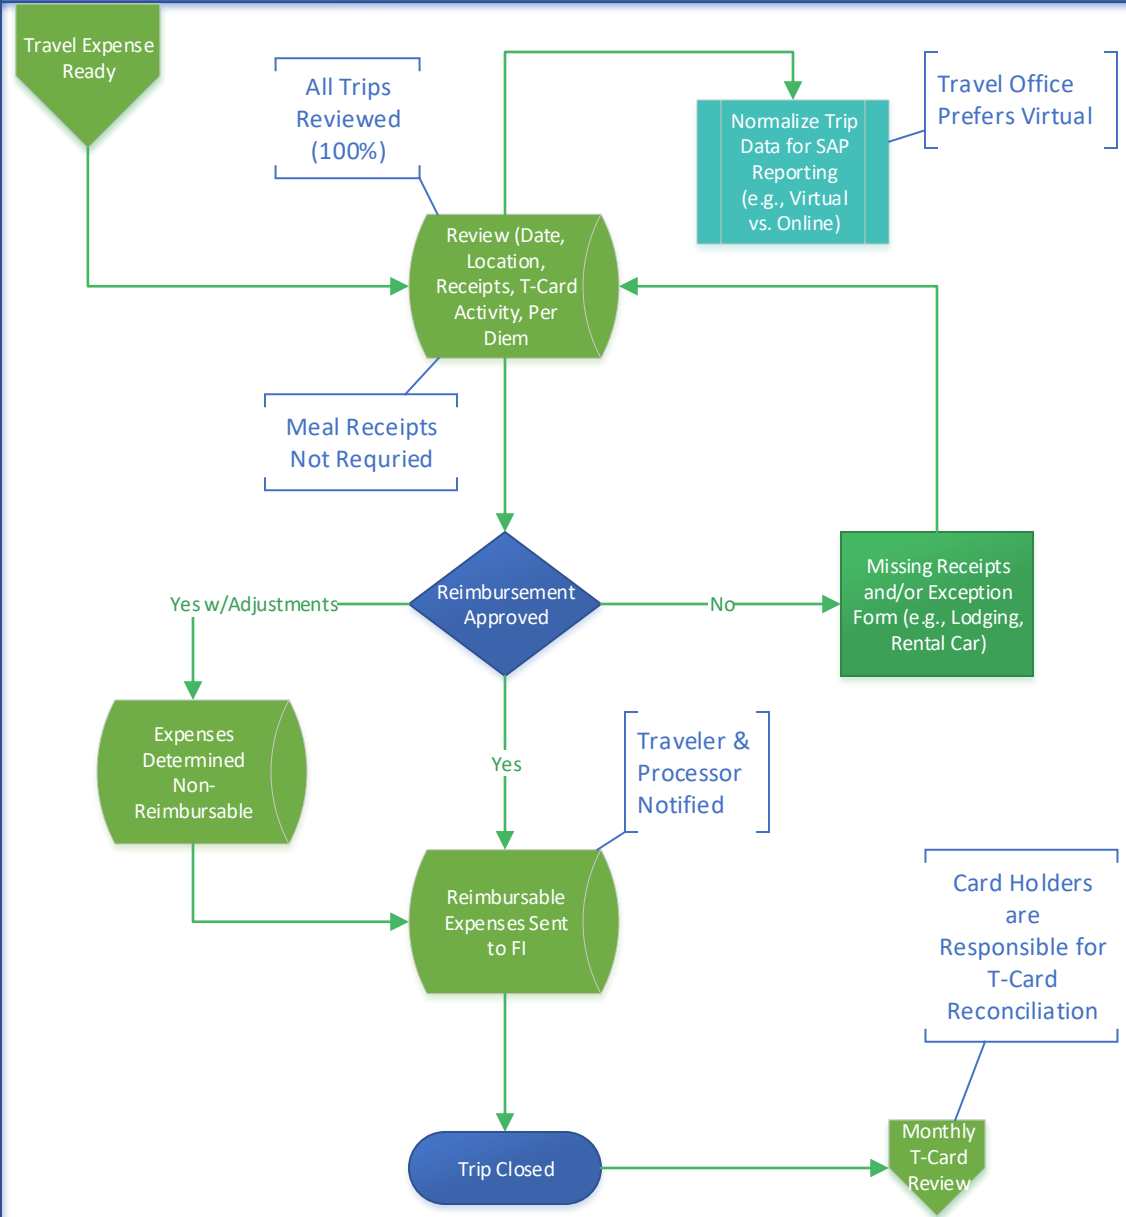 Travel Expense
Ready
All Trips
Reviewed
(100%)
Normalize Trip
Data for SAP
Reporting
(e.g., Virtual
vs. Online)
Travel Office
Prefers Virtual
Review (Date,
Location,
Receipts, T-Card
Activity, Per
Diem
Meal Receipts
Not Requried
Reimbursement
Approved
Yes w/Adjustments
No
Missing Receipts
and/or Exception
Form (e.g., Lodging,
Rental Car)
Expenses
Determined
Non-
Reimbursable
Yes
Traveler &
Processor
Notified
Reimbursable
Expenses Sent
to FI
Card Holders
are
Responsible for
T-Card
Reconciliation
Trip Closed
Monthly
T-Card
Review